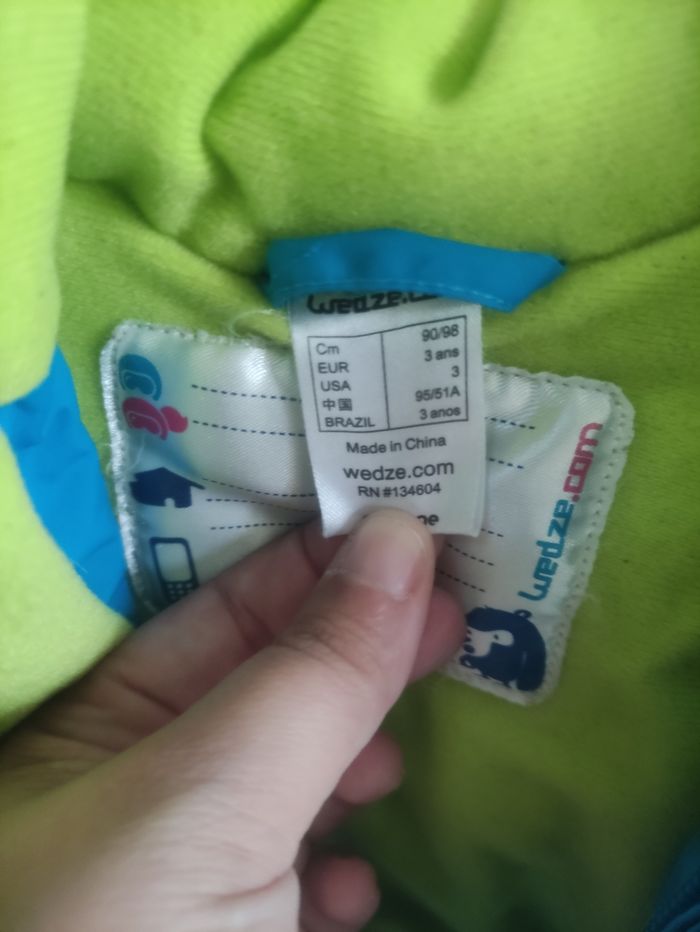 wedze.c
Cm 90/98
EUR 3 ans
USA 3
中国 95/51A
BRAZIL 3 anos
Made in China
wedze.com
RN #134604
ne
wedze.com